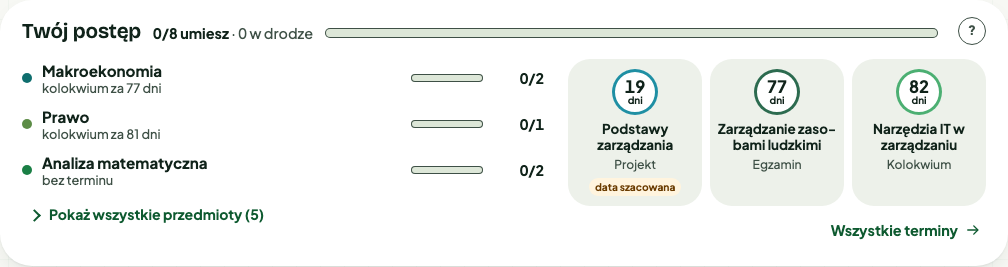 Twój postęp 0/8 umiesz · 0 w drodze ?
Makroekonomia
kolokwium za 77 dni
0/2
Prawo
kolokwium za 81 dni
0/1
Analiza matematyczna
bez terminu
0/2
Pokaż wszystkie przedmioty (5)
19
dni
Podstawy
zarządzania
Projekt
data szacowana
77
dni
Zarządzanie zaso-
bami ludzkimi
Egzamin
82
dni
Narzędzia IT w
zarządzaniu
Kolokwium
Wszystkie terminy →